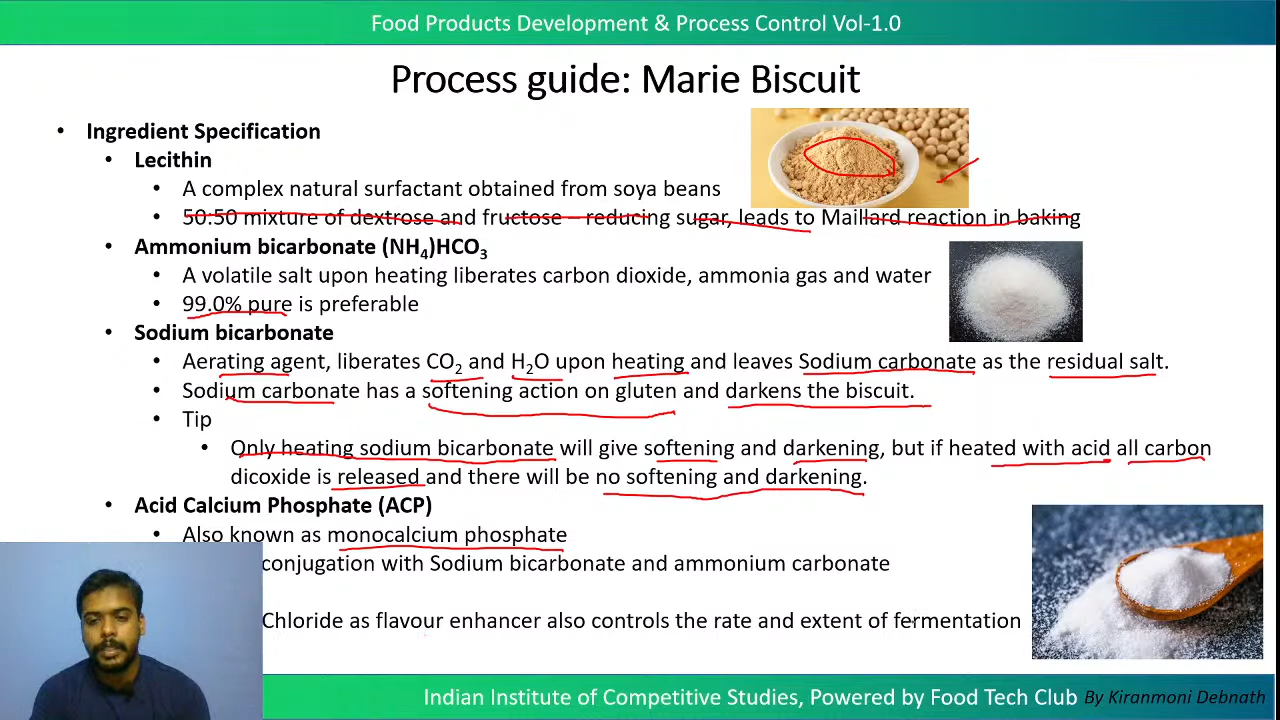 Food Products Development & Process Control Vol-1.0
Process guide: Marie Biscuit
• Ingredient Specification
• Lecithin
• A complex natural surfactant obtained from soya beans
• 50:50 mixture of dextrose and fructose – reducing sugar, leads to Maillard reaction in baking
• Ammonium bicarbonate (NH4)HCO3
• A volatile salt upon heating liberates carbon dioxide, ammonia gas and water
• 99.0% pure is preferable
• Sodium bicarbonate
• Aerating agent, liberates CO2 and H2O upon heating and leaves Sodium carbonate as the residual salt.
• Sodium carbonate has a softening action on gluten and darkens the biscuit.
• Tip
• Only heating sodium bicarbonate will give softening and darkening, but if heated with acid all carbon
dicoxide is released and there will be no softening and darkening.
• Acid Calcium Phosphate (ACP)
• Also known as monocalcium phosphate
conjugation with Sodium bicarbonate and ammonium carbonate
Chloride as flavour enhancer also controls the rate and extent of fermentation
Indian Institute of Competitive Studies, Powered by Food Tech Club By Kiranmoni Debnath